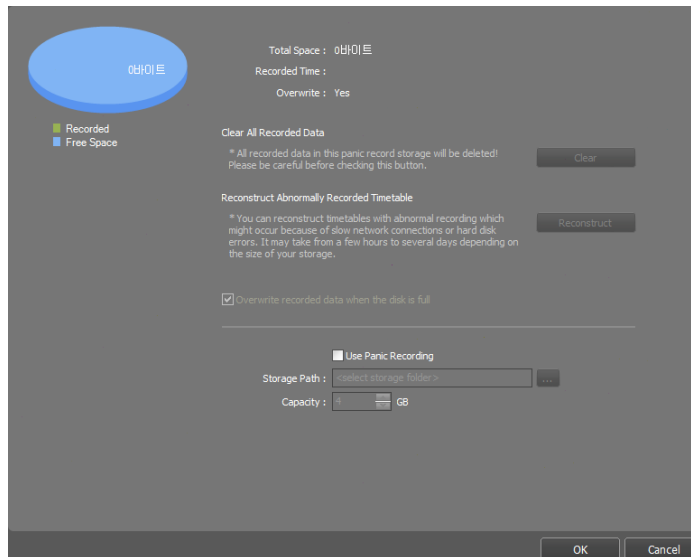 0바이트
Recorded
Free Space
Total Space : 0바이트
Recorded Time :
Overwrite : Yes
Clear All Recorded Data
* All recorded data in this panic record storage will be deleted!
Please be careful before checking this button.
Clear
Reconstruct Abnormally Recorded Timetable
* You can reconstruct timetables with abnormal recording which
might occur because of slow network connections or hard disk
errors. It may take from a few hours to several days depending on
the size of your storage.
Reconstruct
Overwrite recorded data when the disk is full
Use Panic Recording
Storage Path : <select storage folder> ...
Capacity : 4 GB
OK Cancel